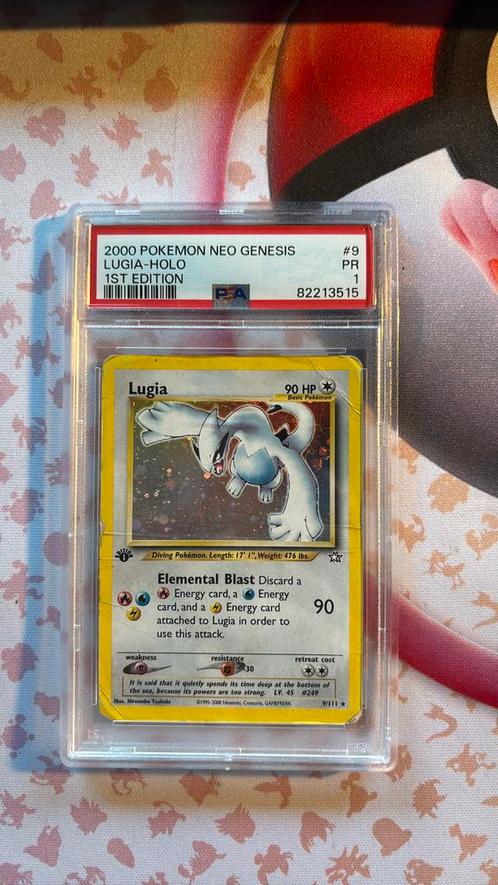 2000 POKEMON NEO GENESIS #9
LUGIA-HOLO PR
1ST EDITION 1
PSA 82213515
Lugia 90 HP
Basic Pokémon
EDITION 1
Diving Pokémon. Length: 17' 1", Weight: 476 lbs.
Elemental Blast Discard a
Energy card, a Energy
card, and a Energy card
attached to Lugia in order to
use this attack.
90
weakness resistance retreat cost
-30
It is said that it quietly spends its time deep at the bottom of
the sea, because its powers are too strong. LV. 45 #249
Illus. Hironobu Yoshida ©1995-2000 Nintendo, Creatures, GAMEFREAK. 9/111 ★